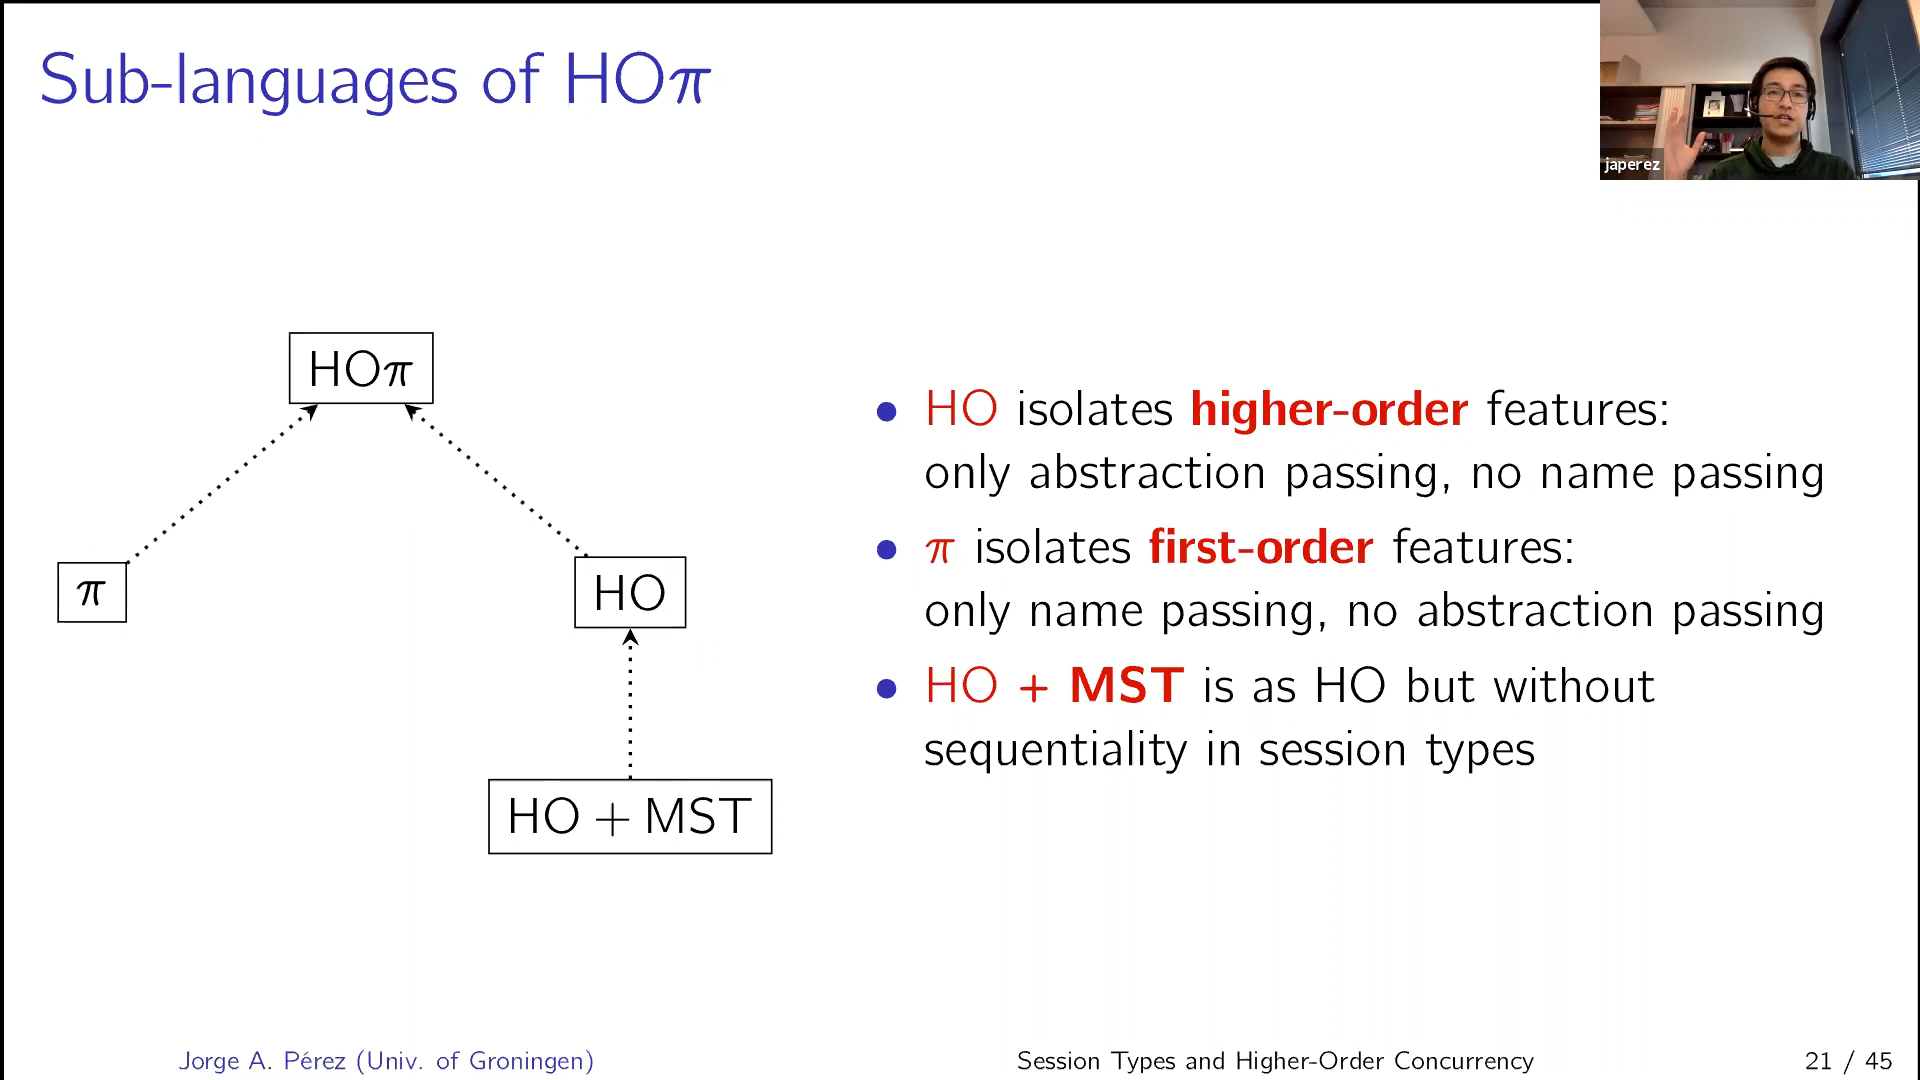 Sub-languages of HOπ
japerez
HOπ
π
HO
HO + MST
• HO isolates higher-order features:
only abstraction passing, no name passing
• π isolates first-order features:
only name passing, no abstraction passing
• HO + MST is as HO but without
sequentiality in session types
Jorge A. Pérez (Univ. of Groningen)
Session Types and Higher-Order Concurrency
21 / 45